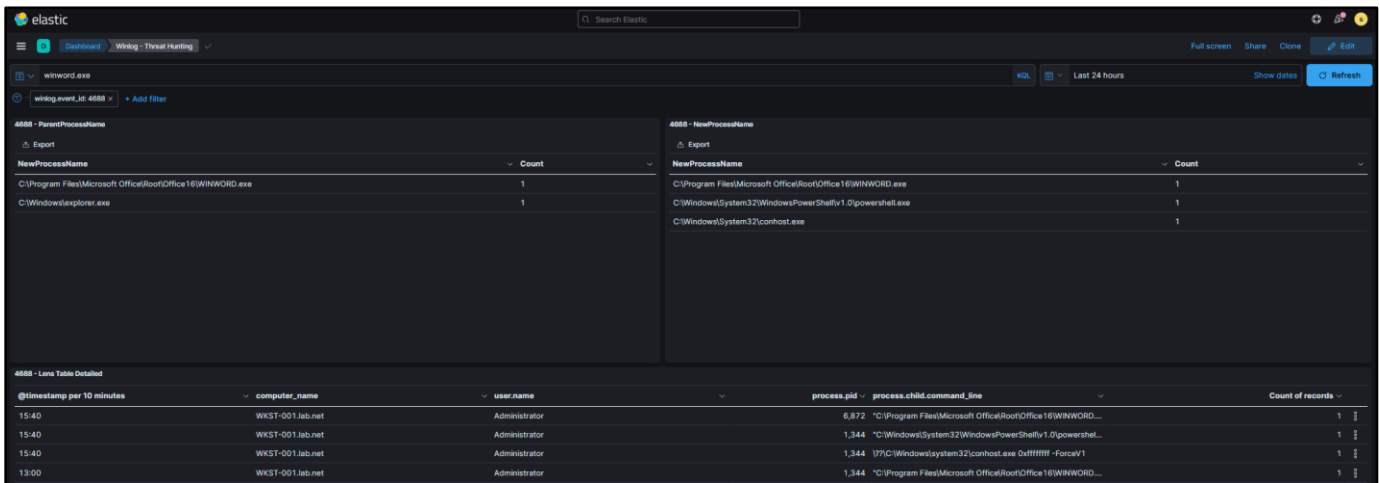 elastic
Search Elastic
D Dashboard Winlog - Threat Hunting Full screen Share Clone Edit
winword.exe KQL Last 24 hours Show dates Refresh
winlog.event_id: 4688 × + Add filter
4688 - ParentProcessName
Export
NewProcessName Count
C:\Program Files\Microsoft Office\Root\Office16\WINWORD.exe 1
C:\Windows\explorer.exe 1
4688 - NewProcessName
Export
NewProcessName Count
C:\Program Files\Microsoft Office\Root\Office16\WINWORD.exe 1
C:\Windows\System32\WindowsPowerShell\v1.0\powershell.exe 1
C:\Windows\System32\conhost.exe 1
4688 - Lens Table Detailed
@timestamp per 10 minutes computer_name user.name process.pid process.child.command_line Count of records
15:40 WKST-001.lab.net Administrator 6,872 "C:\Program Files\Microsoft Office\Root\Office16\WINWORD.... 1
15:40 WKST-001.lab.net Administrator 1,344 "C:\Windows\System32\WindowsPowerShell\v1.0\powershel... 1
15:40 WKST-001.lab.net Administrator 1,344 \??\C:\Windows\system32\conhost.exe 0xffffffff -ForceV1 1
13:00 WKST-001.lab.net Administrator 1,344 "C:\Program Files\Microsoft Office\Root\Office16\WINWORD.... 1